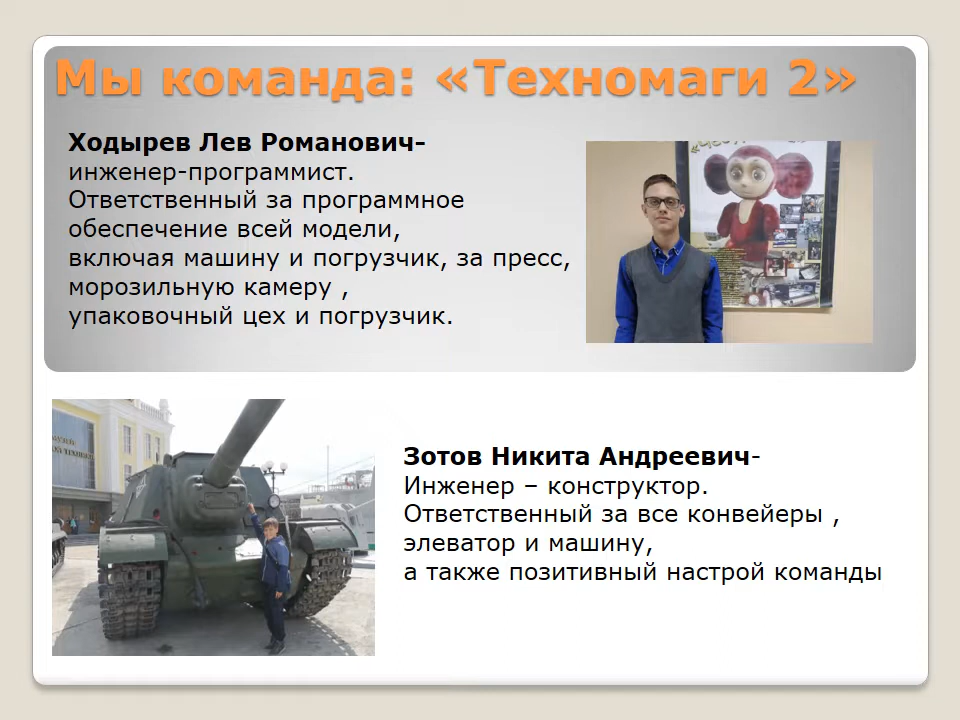 Мы команда: «Техномаги 2»
Ходырев Лев Романович-
инженер-программист.
Ответственный за программное
обеспечение всей модели,
включая машину и погрузчик, за пресс,
морозильную камеру ,
упаковочный цех и погрузчик.
Зотов Никита Андреевич-
Инженер – конструктор.
Ответственный за все конвейеры ,
элеватор и машину,
а также позитивный настрой команды